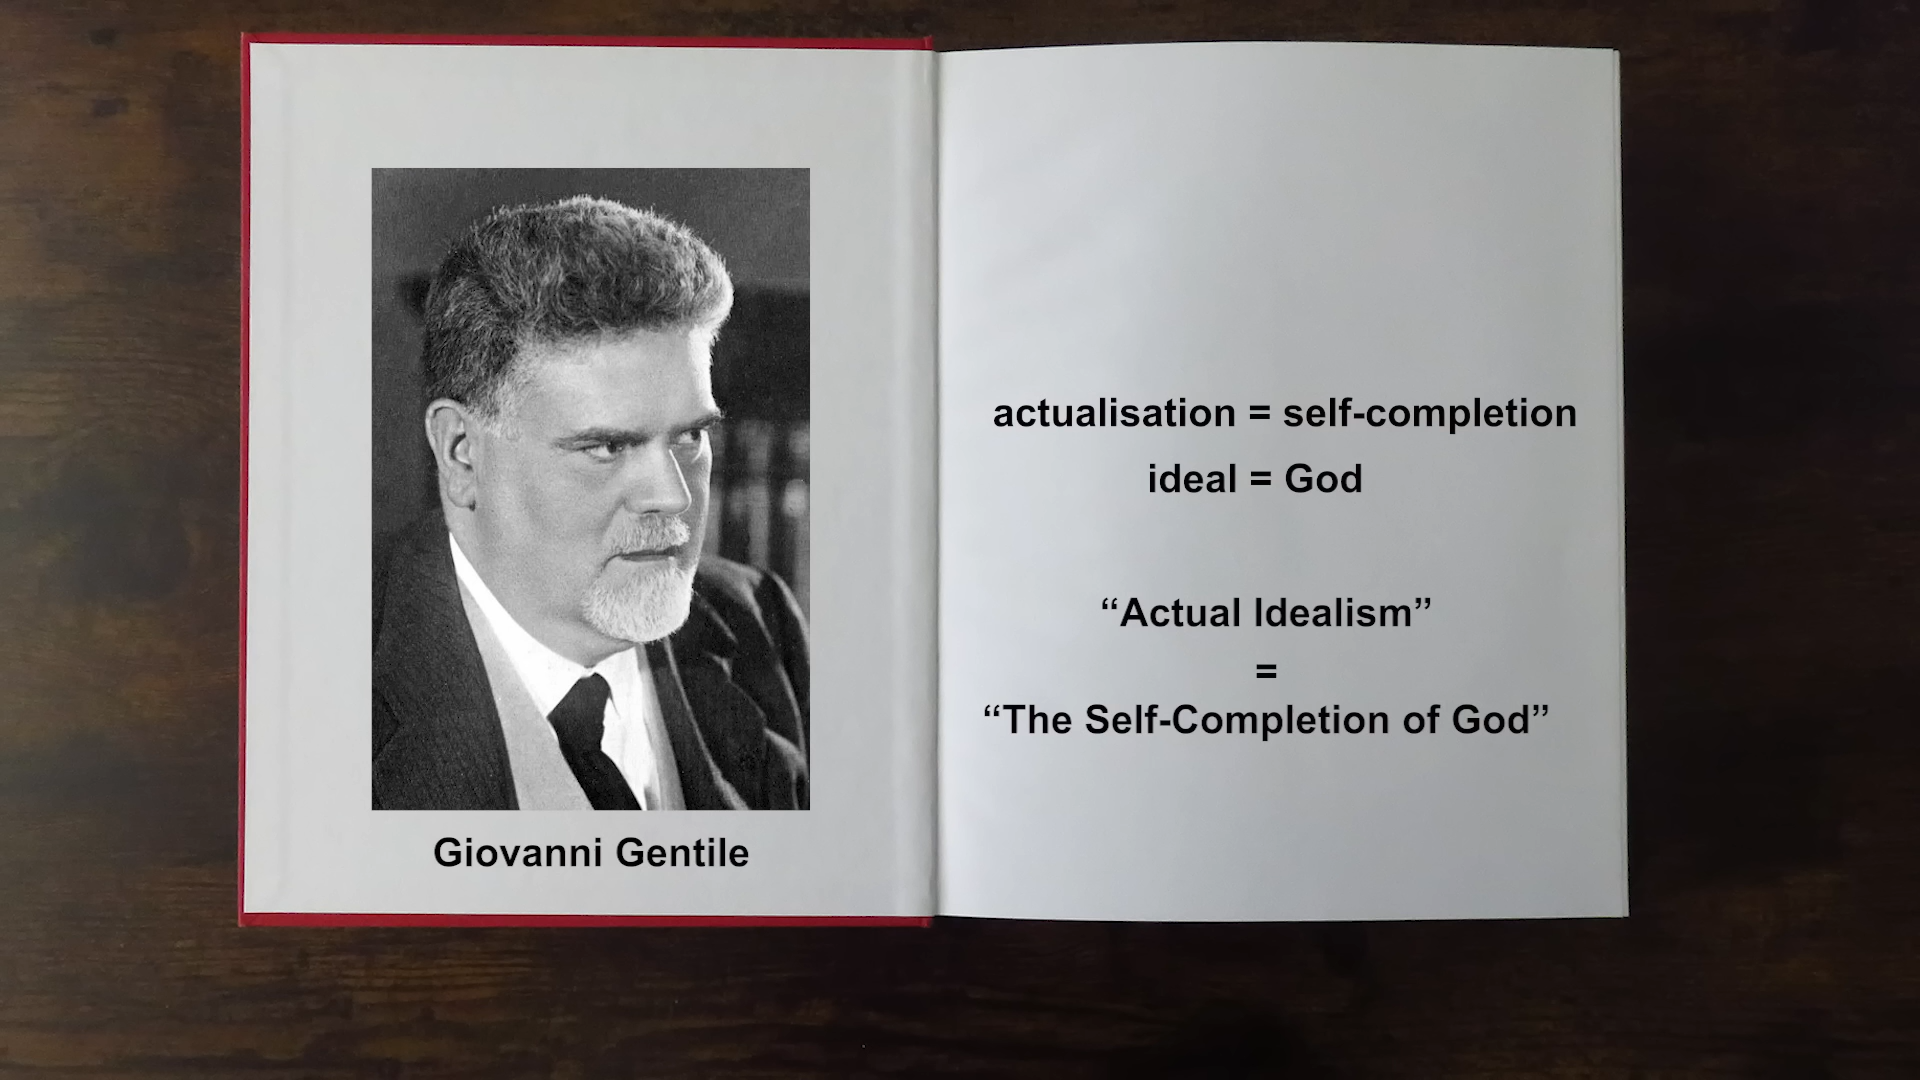 Giovanni Gentile
actualisation = self-completion
ideal = God
“Actual Idealism”
=
“The Self-Completion of God”